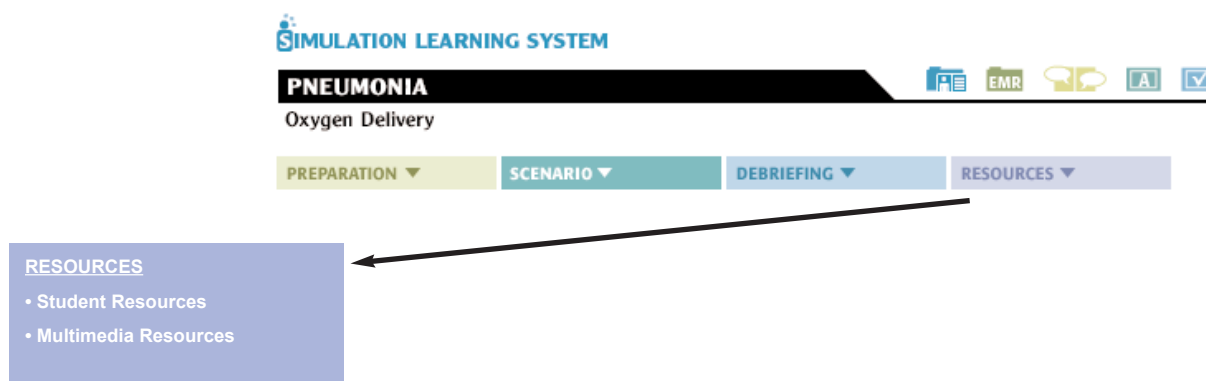 SIMULATION LEARNING SYSTEM
PNEUMONIA
EMR
A
Oxygen Delivery
PREPARATION ▼ SCENARIO ▼ DEBRIEFING ▼ RESOURCES ▼
RESOURCES
• Student Resources
• Multimedia Resources